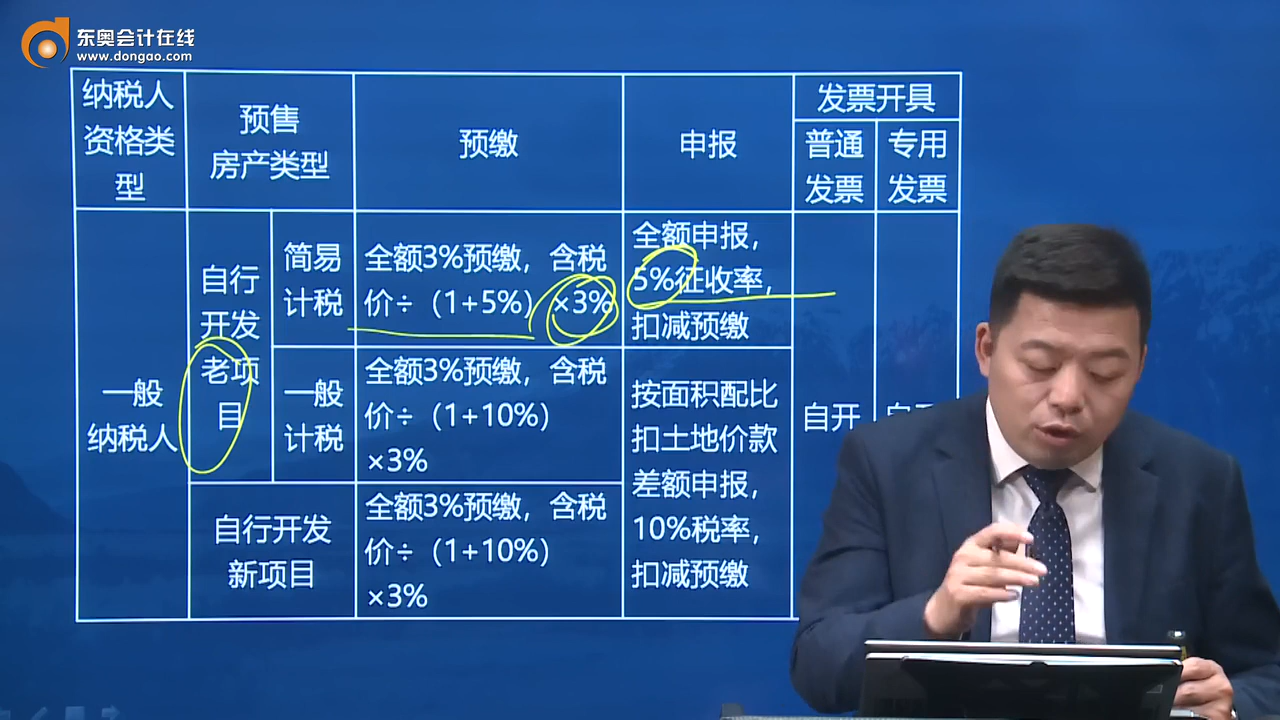 东奥会计在线
www.dongao.com
纳税人
资格类
型
预售
房产类型
预缴
申报
发票开具
普通
发票
专用
发票
一般
纳税人
自行
开发
老项
目
简易
计税
全额3%预缴，含税
价÷（1+5%）×3%
全额申报，
5%征收率，
扣减预缴
一般
计税
全额3%预缴，含税
价÷（1+10%）
×3%
按面积配比
扣土地价款
差额申报，
10%税率，
扣减预缴
自开
自行开发
新项目
全额3%预缴，含税
价÷（1+10%）
×3%